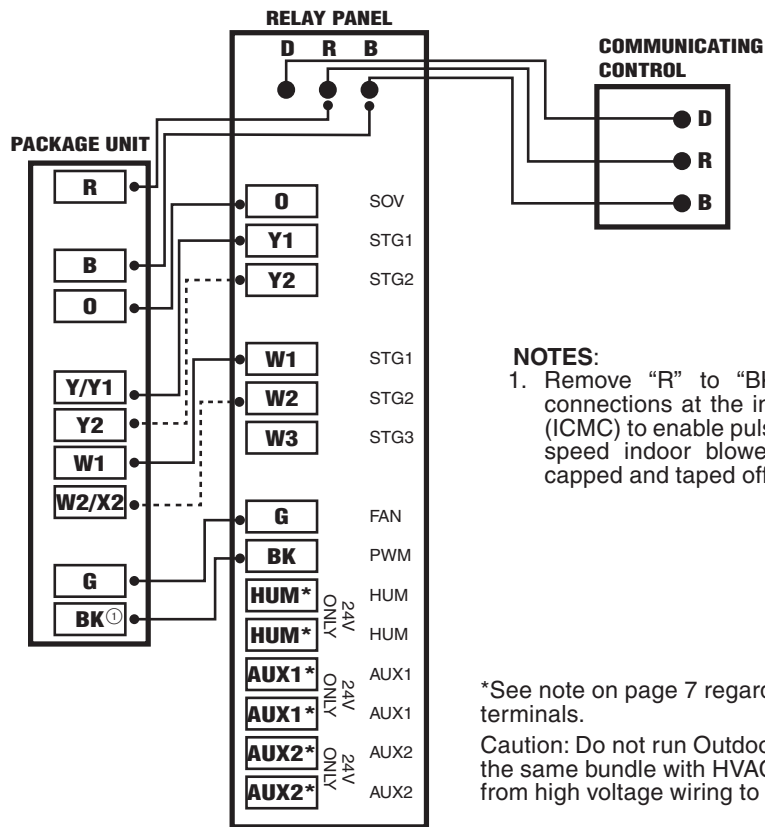 RELAY PANEL
D R B
COMMUNICATING
CONTROL
D
R
B
PACKAGE UNIT
R
B
O
Y/Y1
Y2
W1
W2/X2
G
BK①
O SOV
Y1 STG1
Y2 STG2
W1 STG1
W2 STG2
W3 STG3
G FAN
BK PWM
HUM* HUM
HUM* HUM
24V
ONLY
AUX1* AUX1
AUX1* AUX1
24V
ONLY
AUX2* AUX2
AUX2* AUX2
24V
ONLY
NOTES:
1. Remove “R” to “BK
connections at the in
(ICMC) to enable puls
speed indoor blowe
capped and taped off
*See note on page 7 regard
terminals.
Caution: Do not run Outdoo
the same bundle with HVAC
from high voltage wiring to